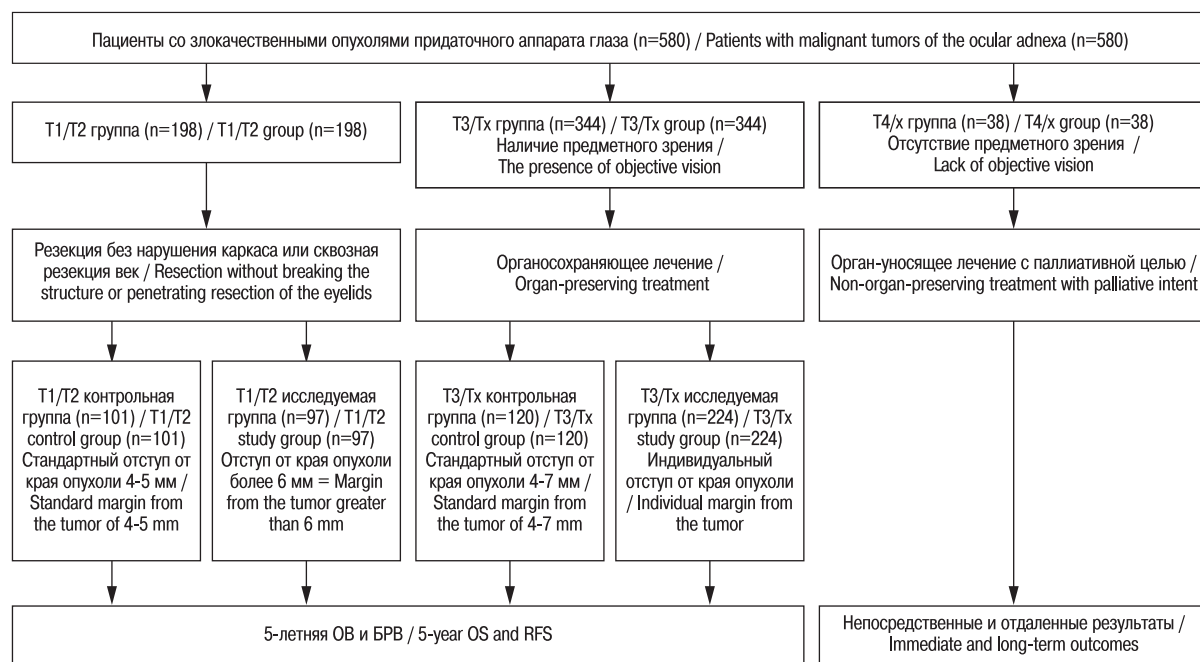 Пациенты со злокачественными опухолями придаточного аппарата глаза (n=580) / Patients with malignant tumors of the ocular adnexa (n=580)
T1/T2 группа (n=198) / T1/T2 group (n=198)
T3/Tx группа (n=344) / T3/Tx group (n=344)
Наличие предметного зрения /
The presence of objective vision
T4/x группа (n=38) / T4/x group (n=38)
Отсутствие предметного зрения /
Lack of objective vision
Резекция без нарушения каркаса или сквозная
резекция век / Resection without breaking the
structure or penetrating resection of the eyelids
Органосохраняющее лечение /
Organ-preserving treatment
Орган-уносящее лечение с паллиативной целью /
Non-organ-preserving treatment with palliative intent
T1/T2 контрольная
группа (n=101) / T1/T2
control group (n=101)
Стандартный отступ от
края опухоли 4-5 мм /
Standard margin from
the tumor of 4-5 mm
T1/T2 исследуемая
группа (n=97) / T1/T2
study group (n=97)
Отступ от края опухоли
более 6 мм = Margin
from the tumor greater
than 6 mm
T3/Tx контрольная
группа (n=120) / T3/Tx
control group (n=120)
Стандартный отступ от
края опухоли 4-7 мм /
Standard margin from
the tumor of 4-7 mm
T3/Tx исследуемая
группа (n=224) / T3/Tx
study group (n=224)
Индивидуальный
отступ от края опухоли
/ Individual margin from
the tumor
5-летняя ОВ и БРВ / 5-year OS and RFS
Непосредственные и отдаленные результаты /
Immediate and long-term outcomes